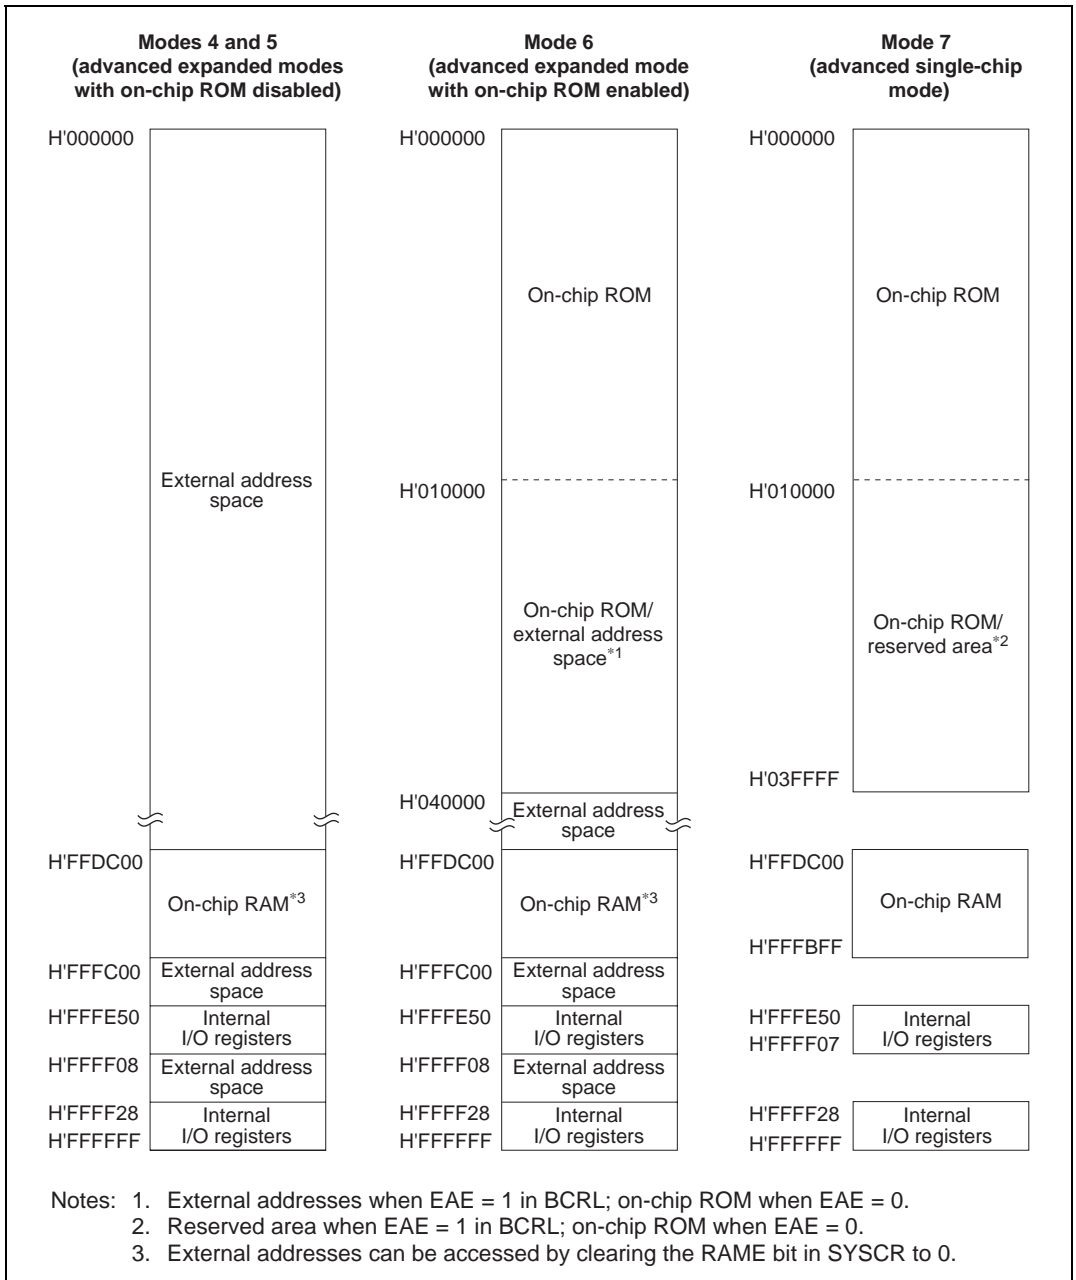 Modes 4 and 5
(advanced expanded modes
with on-chip ROM disabled)
H'000000
External address
space
H'FFDC00
On-chip RAM*3
H'FFFC00
External address
space
H'FFFE50
Internal
I/O registers
H'FFFF08
External address
space
H'FFFF28
Internal
I/O registers
H'FFFFFF
Mode 6
(advanced expanded mode
with on-chip ROM enabled)
H'000000
On-chip ROM
H'010000
On-chip ROM/
external address
space*1
H'040000
External address
space
H'FFDC00
On-chip RAM*3
H'FFFC00
External address
space
H'FFFE50
Internal
I/O registers
H'FFFF08
External address
space
H'FFFF28
Internal
I/O registers
H'FFFFFF
Mode 7
(advanced single-chip
mode)
H'000000
On-chip ROM
H'010000
On-chip ROM/
reserved area*2
H'03FFFF
H'FFDC00
On-chip RAM
H'FFFBFF
H'FFFE50
Internal
I/O registers
H'FFFF07
H'FFFF28
Internal
I/O registers
H'FFFFFF
Notes: 1. External addresses when EAE = 1 in BCRL; on-chip ROM when EAE = 0.
2. Reserved area when EAE = 1 in BCRL; on-chip ROM when EAE = 0.
3. External addresses can be accessed by clearing the RAME bit in SYSCR to 0.